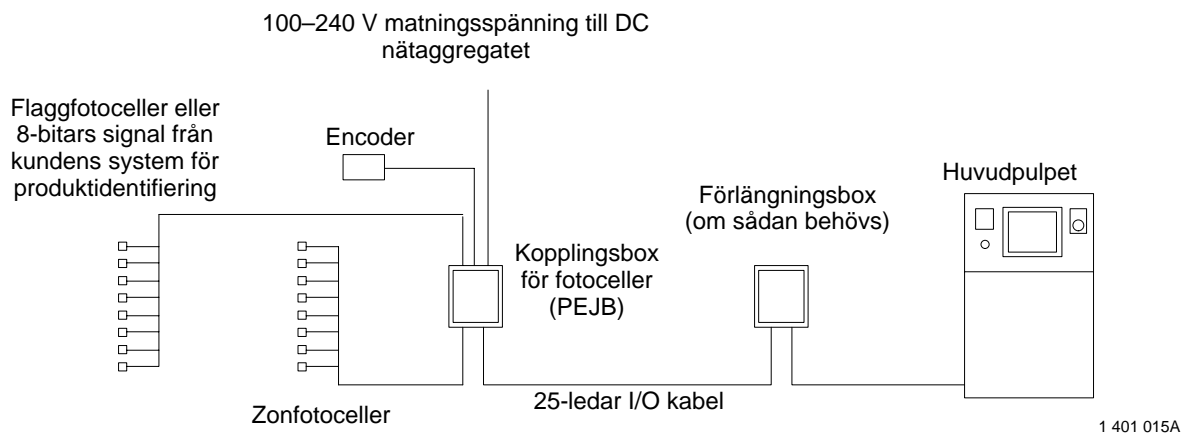 100–240 V matningsspänning till DC
nätaggregatet
Flaggfotoceller eller
8-bitars signal från
kundens system för
produktidentifiering
Encoder
Förlängningsbox
(om sådan behövs)
Huvudpulpet
Kopplingsbox
för fotoceller
(PEJB)
25-ledar I/O kabel
Zonfotoceller
1 401 015A